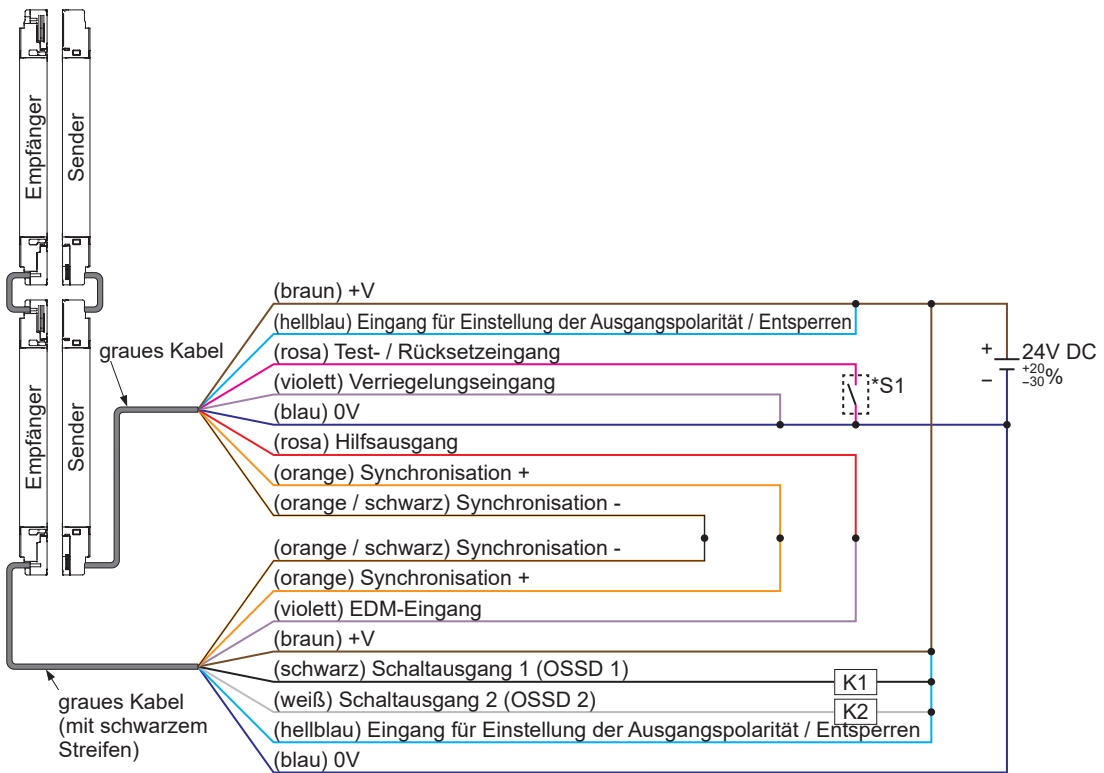 Empfänger
Sender
Empfänger
Sender
graues Kabel
(braun) +V
(hellblau) Eingang für Einstellung der Ausgangspolarität / Entsperren
(rosa) Test- / Rücksetzeingang
(violett) Verriegelungseingang
(blau) 0V
(rosa) Hilfsausgang
(orange) Synchronisation +
(orange / schwarz) Synchronisation -
*S1
+ 24V DC
– +20 –30 %
(orange / schwarz) Synchronisation -
(orange) Synchronisation +
(violett) EDM-Eingang
(braun) +V
(schwarz) Schaltausgang 1 (OSSD 1)
K1
(weiß) Schaltausgang 2 (OSSD 2)
K2
(hellblau) Eingang für Einstellung der Ausgangspolarität / Entsperren
(blau) 0V
graues Kabel
(mit schwarzem
Streifen)